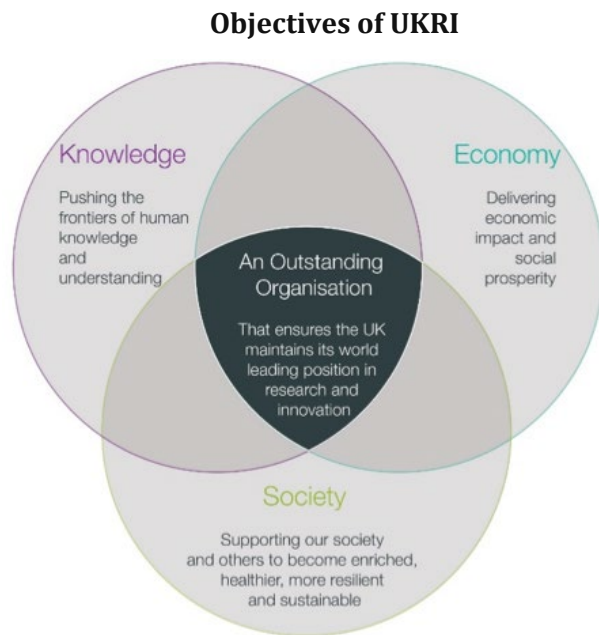 Objectives of UKRI
Knowledge
Pushing the
frontiers of human
knowledge
and
understanding
Economy
Delivering
economic
impact and
social
prosperity
An Outstanding
Organisation
That ensures the UK
maintains its world
leading position in
research and
innovation
Society
Supporting our society
and others to become enriched,
healthier, more resilient
and sustainable